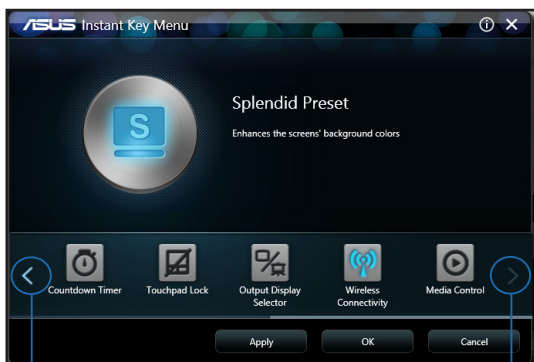 ASUS Instant Key Menu
S
Splendid Preset
Enhances the screens' background colors
Countdown Timer
Touchpad Lock
Output Display
Selector
Wireless
Connectivity
Media Control
Apply
OK
Cancel